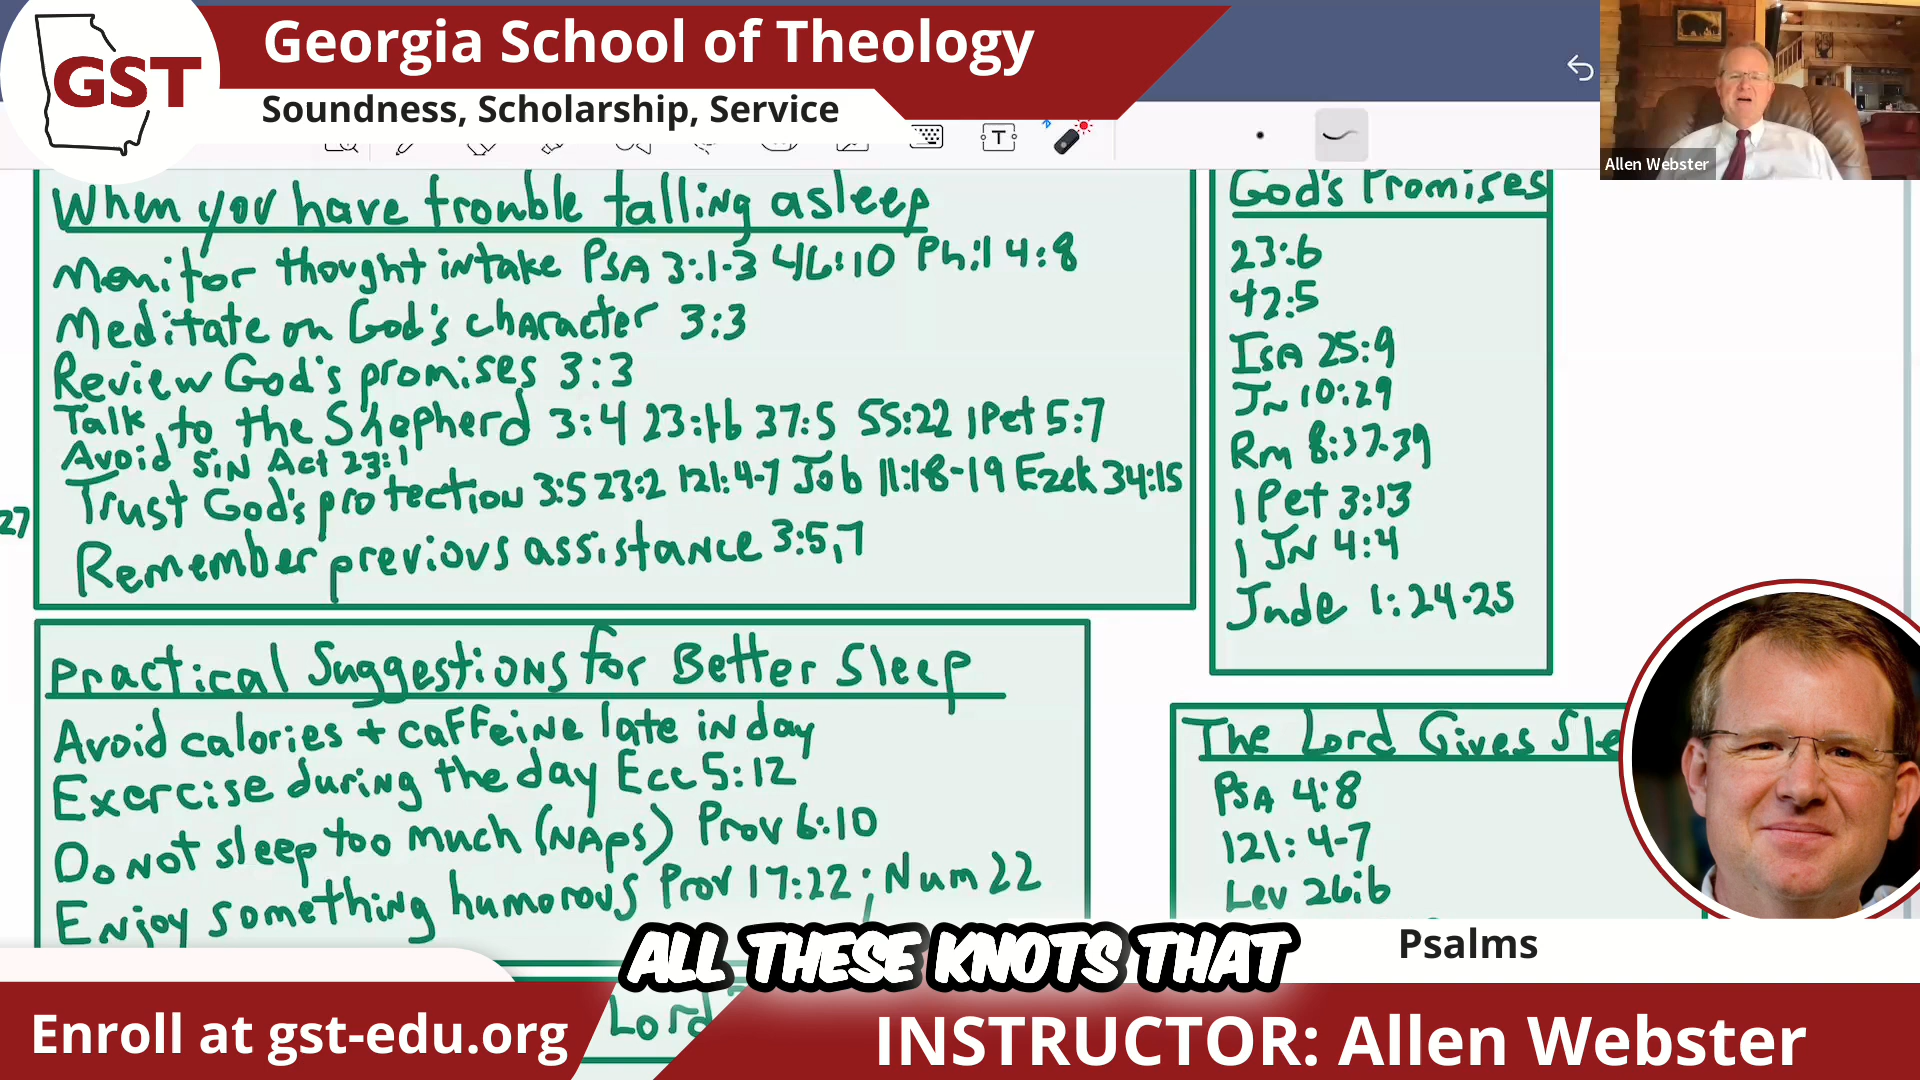 Georgia School of Theology
GST
Soundness, Scholarship, Service
T
Allen Webster
When you have trouble falling asleep
Monitor thought intake PSA 3:1-3 46:10 Phil 4:8
Meditate on God's character 3:3
Review God's promises 3:3
Talk to the Shepherd 3:4 23:1b 37:5 55:22 1Pet 5:7
Avoid sin Act 23:1
Trust God's protection 3:5 23:2 121:4-7 Job 11:18-19 Ezek 34:15
27
Remember previous assistance 3:5,7
God's Promises
23:6
42:5
ISA 25:9
JN 10:29
Rm 8:37-39
1 Pet 3:13
1 JN 4:4
Jude 1:24-25
Practical Suggestions for Better Sleep
Avoid calories + caffeine late in day
Exercise during the day Ecc 5:12
Do not sleep too much (NAPS) Prov 6:10
Enjoy something humorous Prov 17:22; Num 22
The Lord Gives Sle
PSA 4:8
121:4-7
Lev 26:6
ALL THESE KNOTS THAT
Psalms
Lord
Enroll at gst-edu.org
INSTRUCTOR: Allen Webster